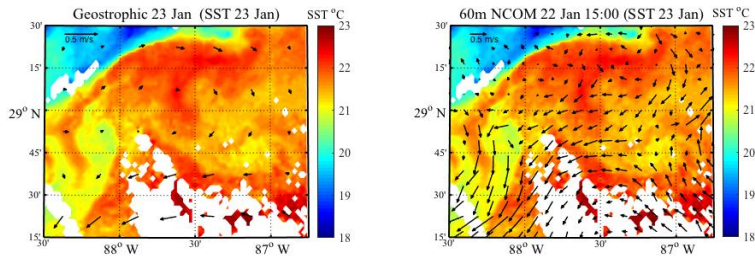 Geostrophic 23 Jan (SST 23 Jan)
SST °C
30'
0.5 m/s
15'
29° N
45'
30'
15'
30'
88° W
30'
87° W
23
22
21
20
19
18
60m NCOM 22 Jan 15:00 (SST 23 Jan)
SST °C
30'
0.5 m/s
15'
29° N
45'
30'
15'
30'
88° W
30'
87° W
23
22
21
20
19
18